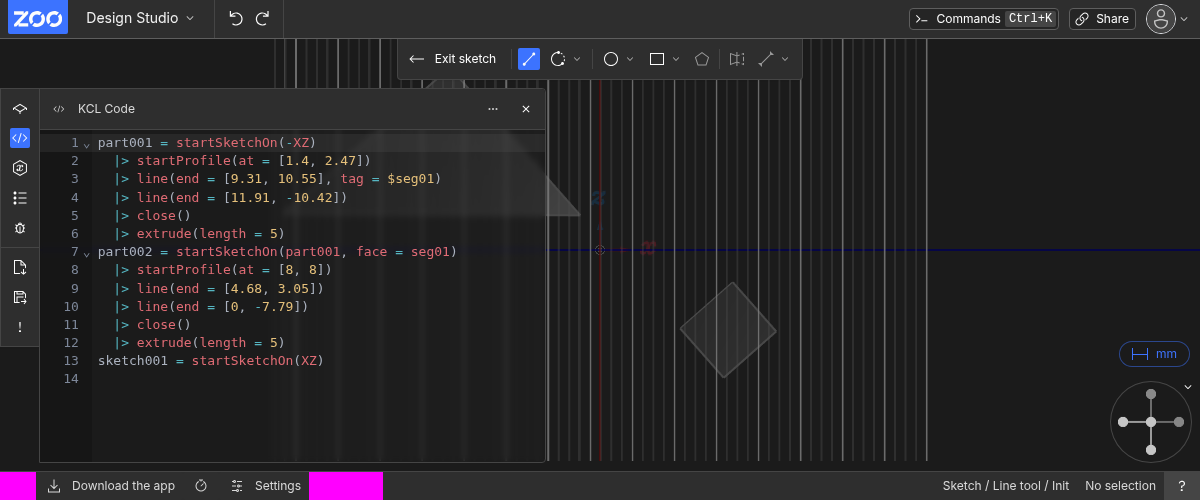 ZOO Design Studio Commands Ctrl+K Share
Exit sketch
KCL Code
1 part001 = startSketchOn(-XZ)
2 |> startProfile(at = [1.4, 2.47])
3 |> line(end = [9.31, 10.55], tag = $seg01)
4 |> line(end = [11.91, -10.42])
5 |> close()
6 |> extrude(length = 5)
7 part002 = startSketchOn(part001, face = seg01)
8 |> startProfile(at = [8, 8])
9 |> line(end = [4.68, 3.05])
10 |> line(end = [0, -7.79])
11 |> close()
12 |> extrude(length = 5)
13 sketch001 = startSketchOn(XZ)
14
mm
Download the app Settings Sketch / Line tool / Init No selection ?